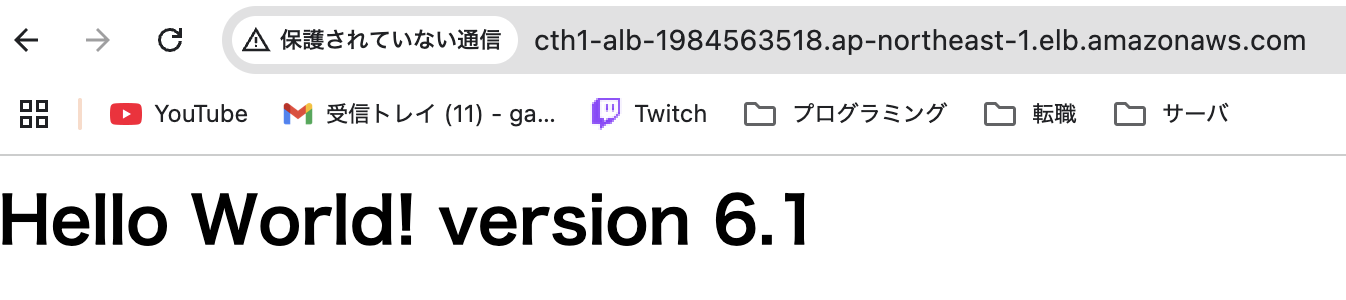 保護されていない通信 cth1-alb-1984563518.ap-northeast-1.elb.amazonaws.com
YouTube 受信トレイ (11) - ga... Twitch プログラミング 転職 サーバ
Hello World! version 6.1